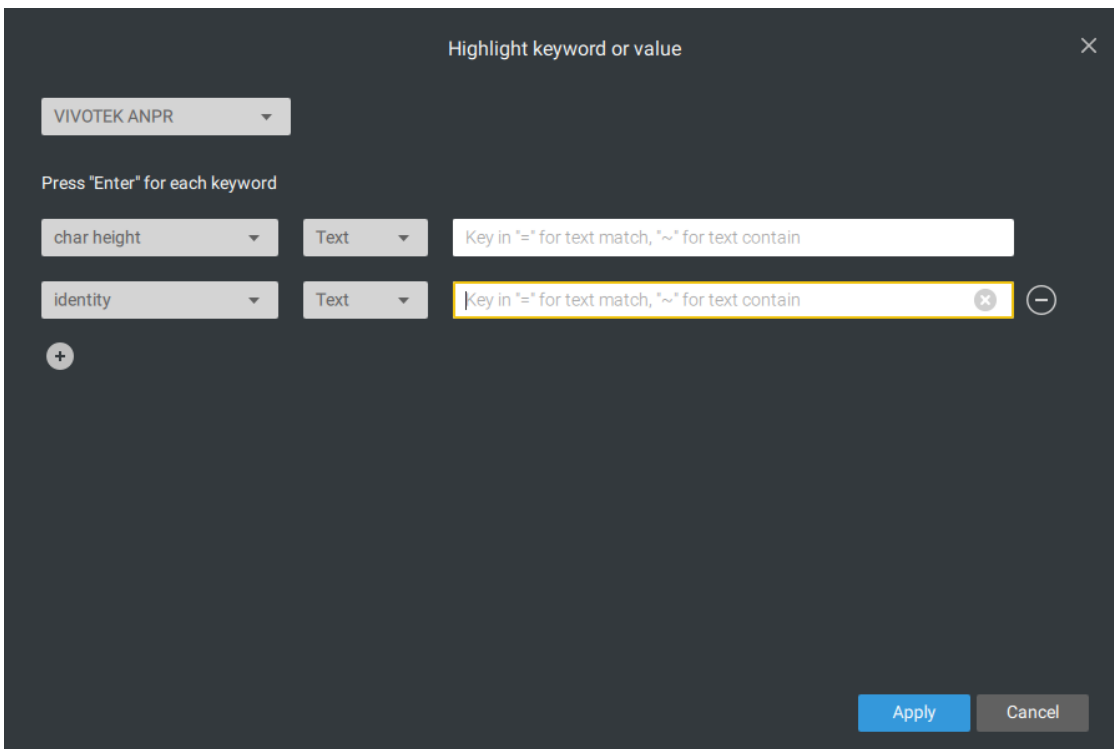 Highlight keyword or value
VIVOTEK ANPR
Press "Enter" for each keyword
char height Text Key in "=" for text match, "~" for text contain
identity Text Key in "=" for text match, "~" for text contain
Apply Cancel